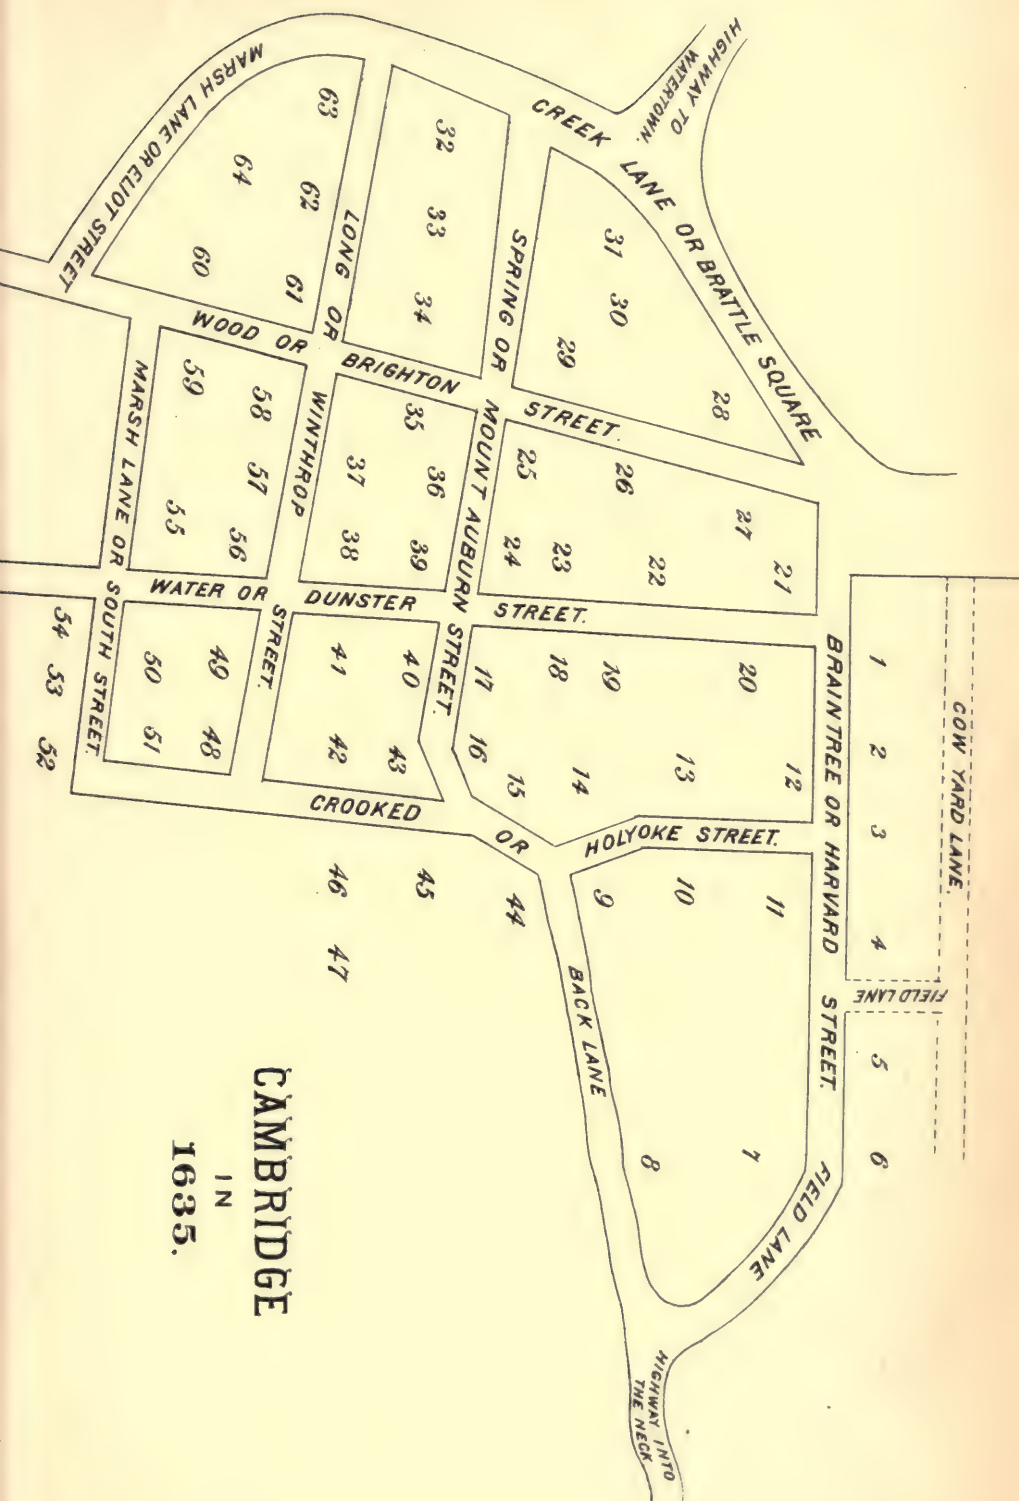 CAMBRIDGE
IN
1635.
COW YARD LANE.
FIELD LANE
1 2 3 4 5 6
BRAINTREE OR HARVARD STREET.
FIELD LANE
HIGHWAY TO
WATERTOWN.
CREEK LANE OR BRATTLE SQUARE
31 30 29 28
SPRING OR MOUNT AUBURN STREET.
25 26 27 21
24 23 22
20 19 18 17
12 13 14 15 16
HOLYOKE STREET.
11 10 9
7 8
BACK LANE
HIGHWAY INTO
THE NECK
CROOKED OR
44 45 46 47
32 33 34
WOOD OR BRIGHTON STREET.
35 36 37 38 39
WATER OR DUNSTER STREET.
40 41 42 43
LONG OR WINTHROP STREET.
MARSH LANE OR ELIOT STREET
63 62 64 61 60
59 58 57 56 55
49 50 48 51
MARSH LANE OR SOUTH STREET.
54 53 52